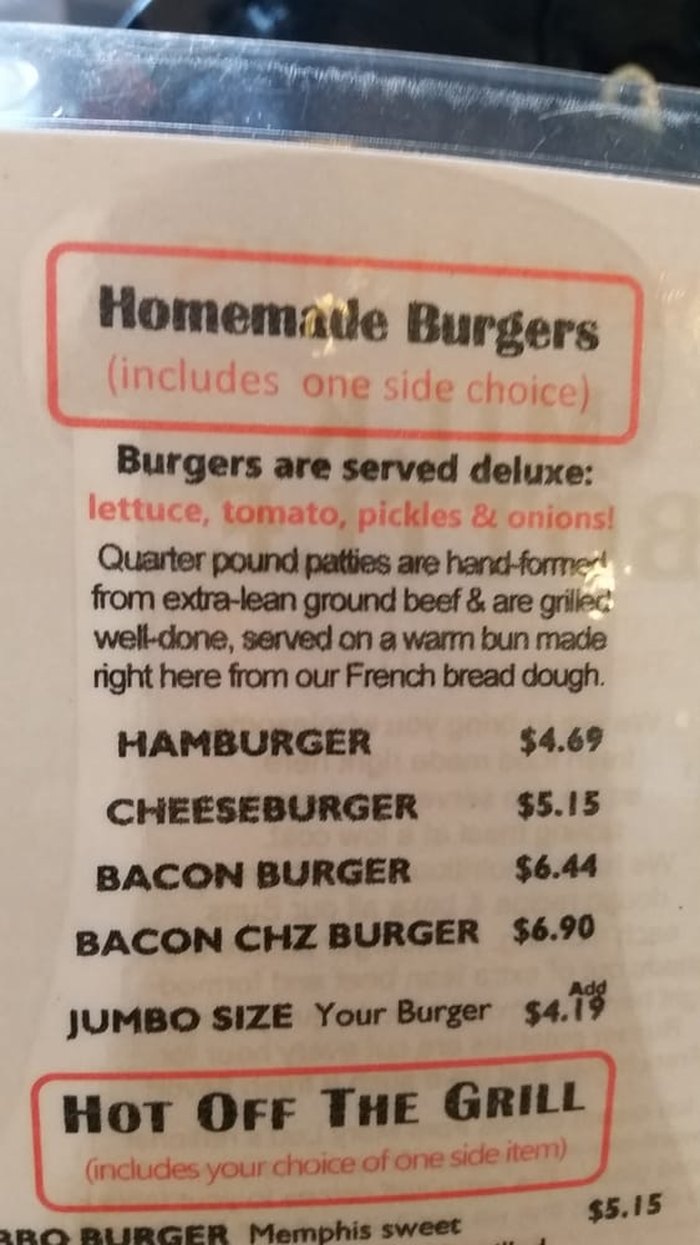 Homemade Burgers
(includes one side choice)
Burgers are served deluxe:
lettuce, tomato, pickles & onions!
Quarter pound patties are hand-formed
from extra-lean ground beef & are grilled
well-done, served on a warm bun made
right here from our French bread dough.
HAMBURGER $4.69
CHEESEBURGER $5.15
BACON BURGER $6.44
BACON CHZ BURGER $6.90
Add
JUMBO SIZE Your Burger $4.19
HOT OFF THE GRILL
(includes your choice of one side item)
BBQ BURGER Memphis sweet $5.15